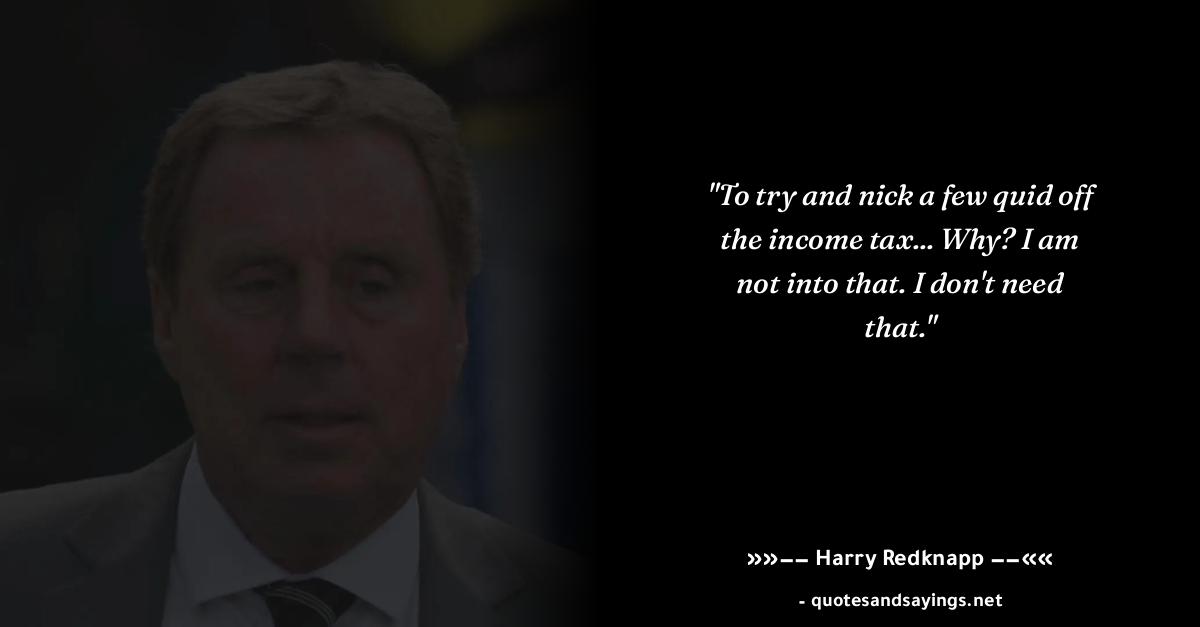 "To try and nick a few quid off
the income tax... Why? I am
not into that. I don't need
that."
»»−− Harry Redknapp −−««
- quotesandsayings.net